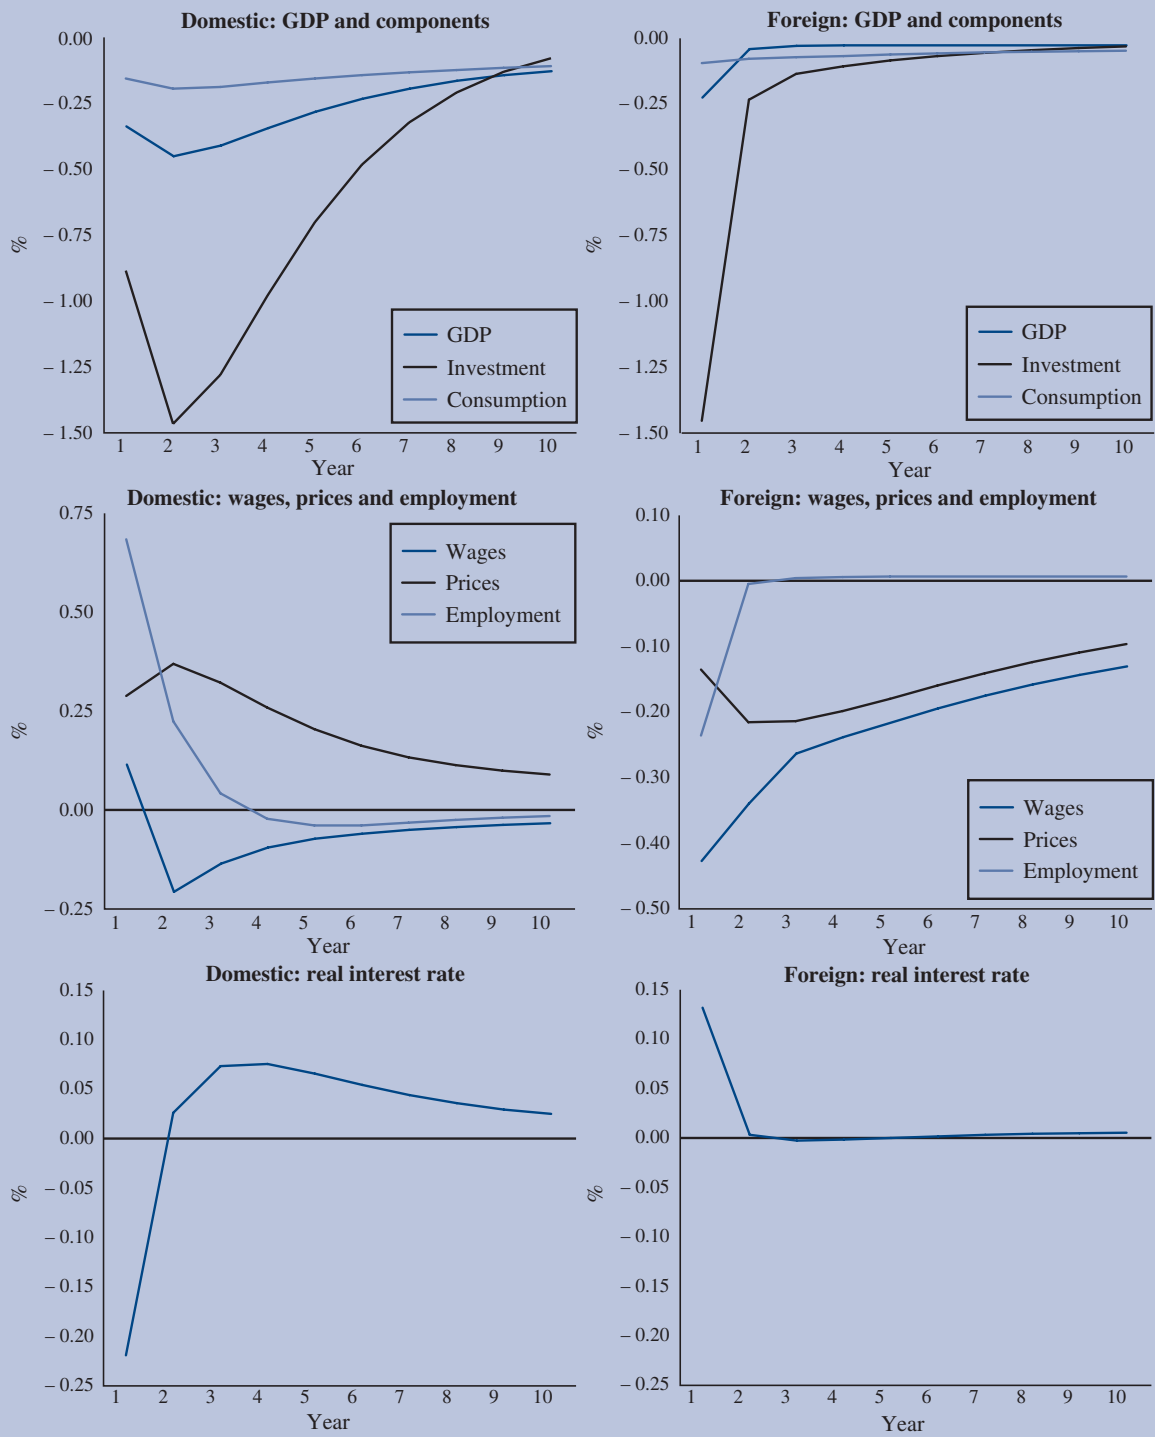 Domestic: GDP and components
0.00
– 0.25
– 0.50
– 0.75
– 1.00
– 1.25
– 1.50
%
GDP
Investment
Consumption
1 2 3 4 5 6 7 8 9 10
Year
Foreign: GDP and components
0.00
– 0.25
– 0.50
– 0.75
– 1.00
– 1.25
– 1.50
%
GDP
Investment
Consumption
1 2 3 4 5 6 7 8 9 10
Year
Domestic: wages, prices and employment
0.75
0.50
0.25
0.00
– 0.25
%
Wages
Prices
Employment
1 2 3 4 5 6 7 8 9 10
Year
Foreign: wages, prices and employment
0.10
0.00
– 0.10
– 0.20
– 0.30
– 0.40
– 0.50
%
Wages
Prices
Employment
1 2 3 4 5 6 7 8 9 10
Year
Domestic: real interest rate
0.15
0.10
0.05
0.00
– 0.05
– 0.10
– 0.15
– 0.20
– 0.25
%
1 2 3 4 5 6 7 8 9 10
Year
Foreign: real interest rate
0.15
0.10
0.05
0.00
– 0.05
– 0.10
– 0.15
– 0.20
– 0.25
%
1 2 3 4 5 6 7 8 9 10
Year